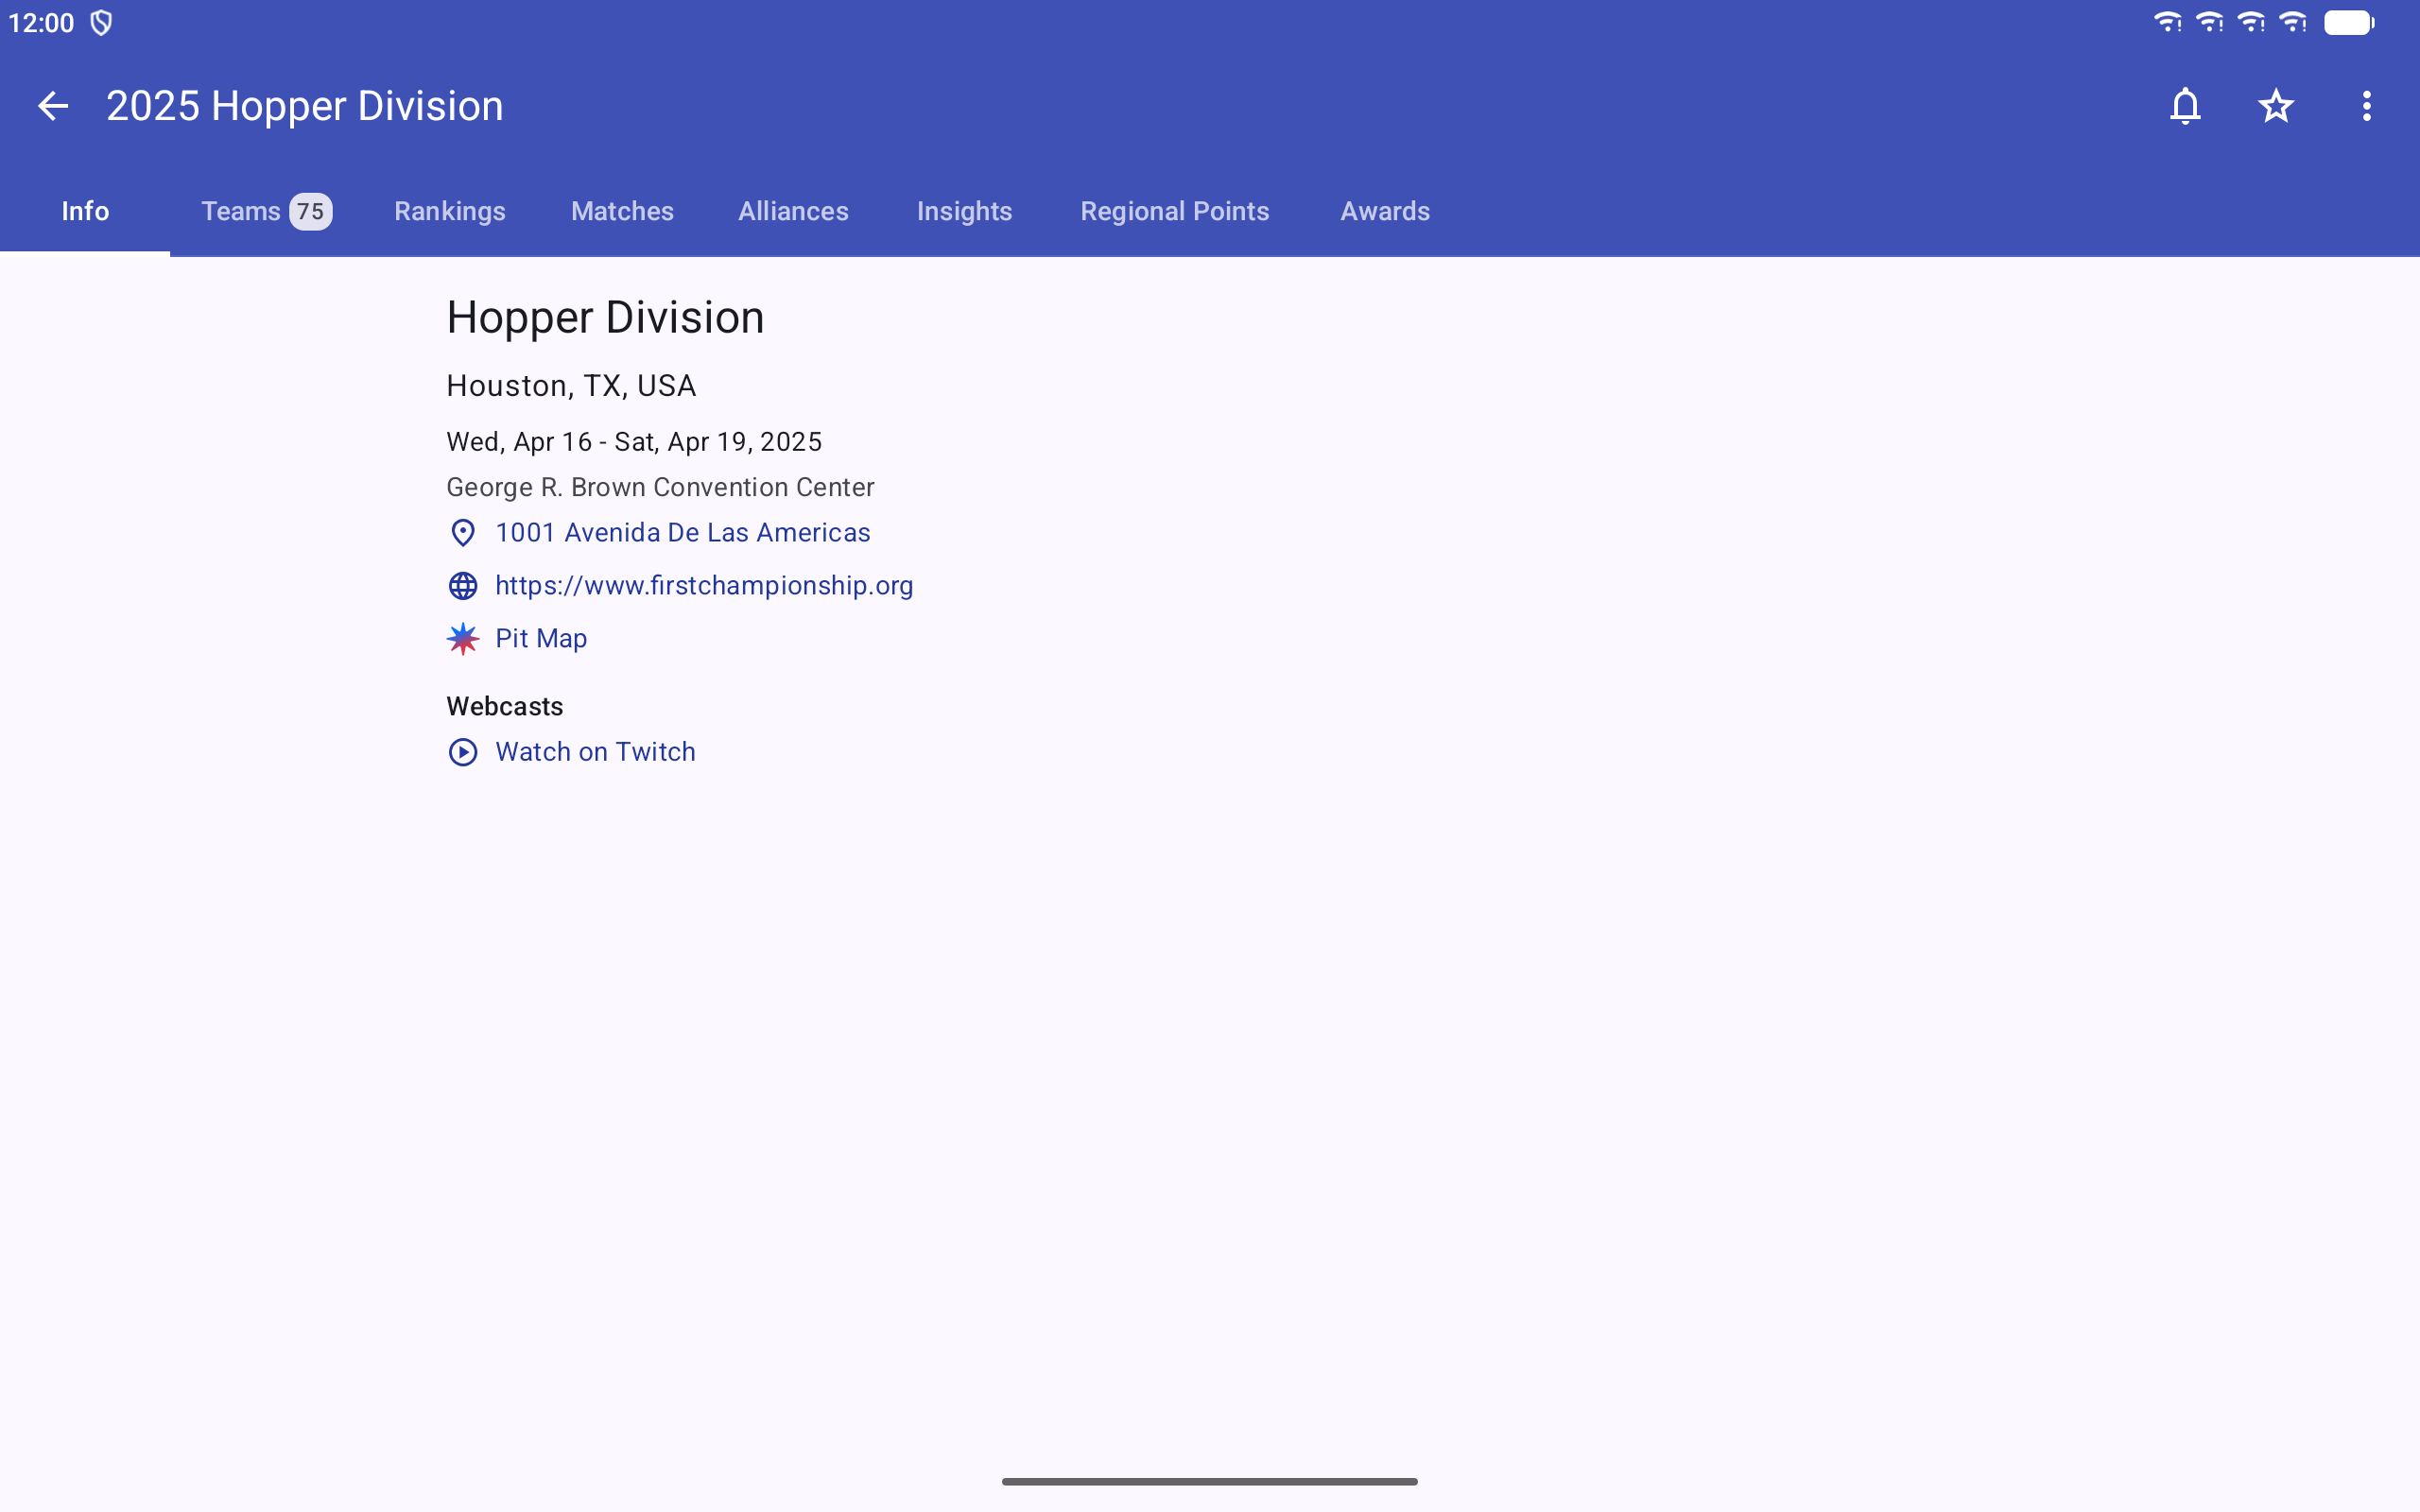 12:00
2025 Hopper Division
Info Teams 75 Rankings Matches Alliances Insights Regional Points Awards
Hopper Division
Houston, TX, USA
Wed, Apr 16 - Sat, Apr 19, 2025
George R. Brown Convention Center
1001 Avenida De Las Americas
https://www.firstchampionship.org
Pit Map
Webcasts
Watch on Twitch